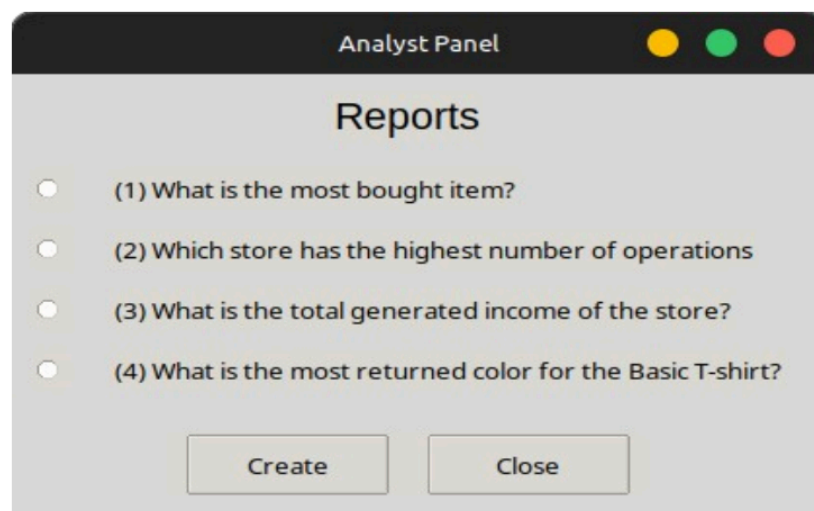 Analyst Panel
Reports
(1) What is the most bought item?
(2) Which store has the highest number of operations
(3) What is the total generated income of the store?
(4) What is the most returned color for the Basic T-shirt?
Create Close